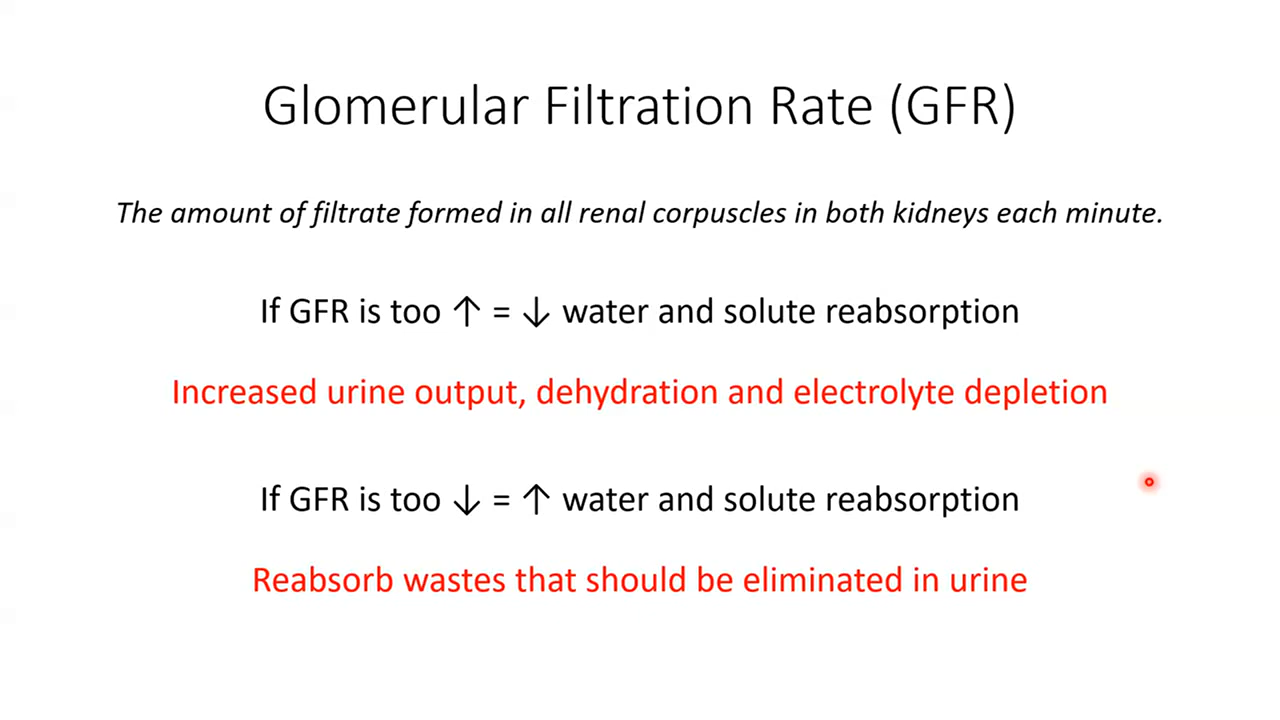 Glomerular Filtration Rate (GFR)
The amount of filtrate formed in all renal corpuscles in both kidneys each minute.
If GFR is too ↑ = ↓ water and solute reabsorption
Increased urine output, dehydration and electrolyte depletion
If GFR is too ↓ = ↑ water and solute reabsorption
Reabsorb wastes that should be eliminated in urine